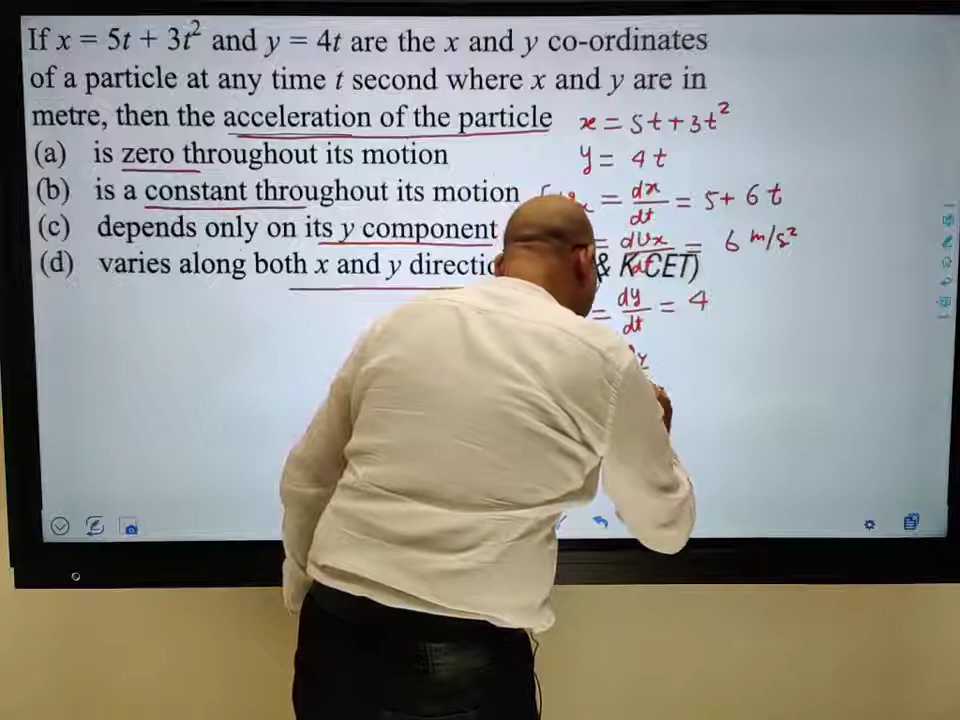 If x = 5t + 3t² and y = 4t are the x and y co-ordinates
of a particle at any time t second where x and y are in
metre, then the acceleration of the particle
(a) is zero throughout its motion
(b) is a constant throughout its motion
(c) depends only on its y component
(d) varies along both x and y & KCET)
x = 5t + 3t²
y = 4t
= dx/dt = 5 + 6t
= dVx = 6 m/s²
= dy/dt = 4